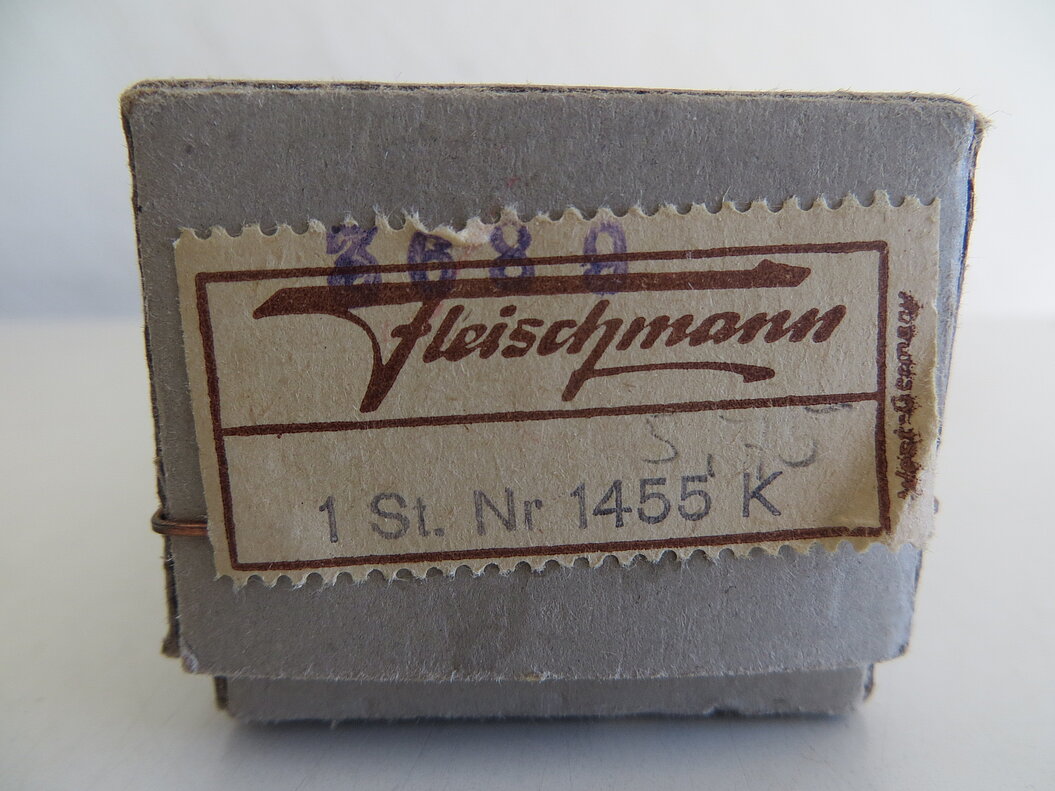 3689
Fleischmann
1 St. Nr 1455 K